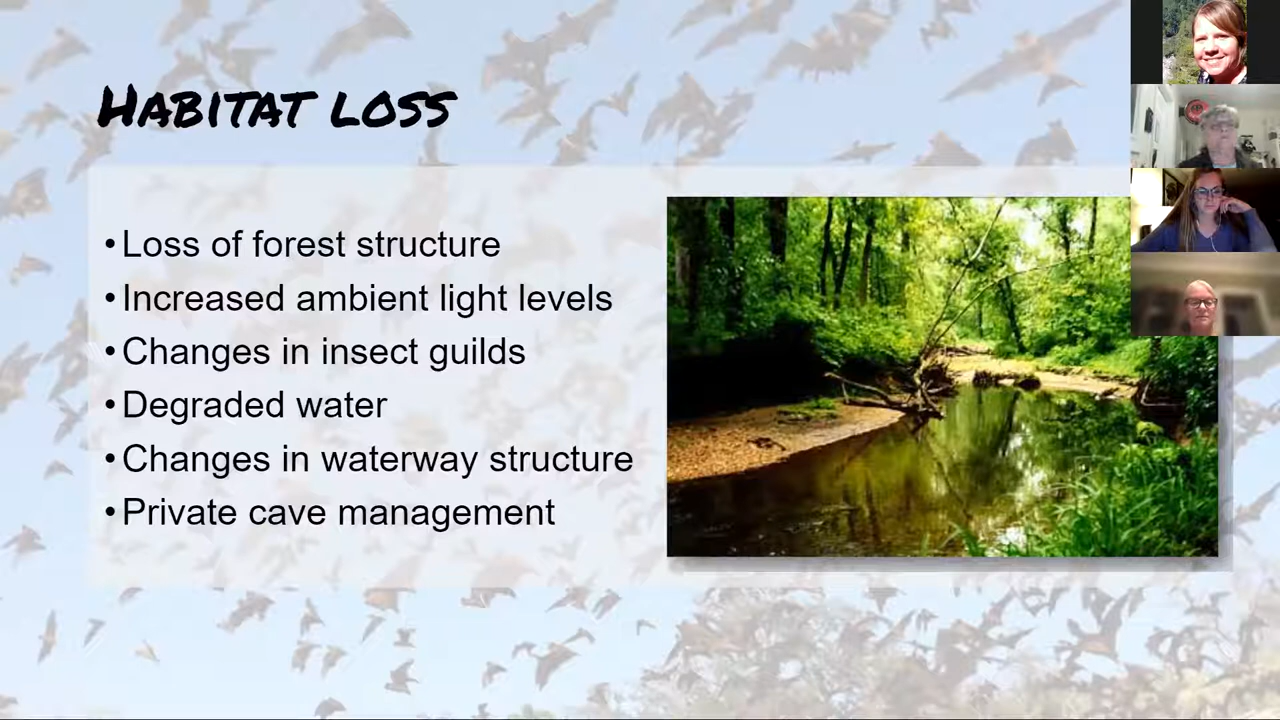 Habitat loss
• Loss of forest structure
• Increased ambient light levels
• Changes in insect guilds
• Degraded water
• Changes in waterway structure
• Private cave management